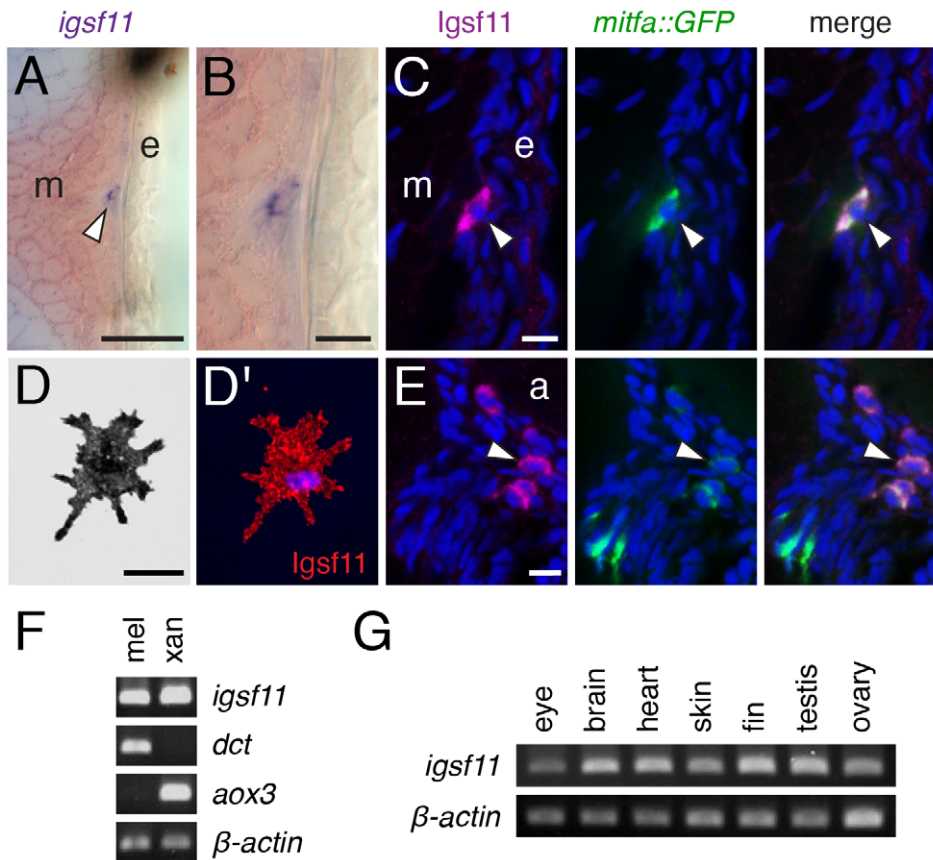 igsf11 Igsf11 mitfa::GFP merge
A B C
m e m e
D D' E a
Igsf11
F G
mel xan
eye brain heart skin fin testis ovary
igsf11 igsf11
dct
aox3
β-actin β-actin